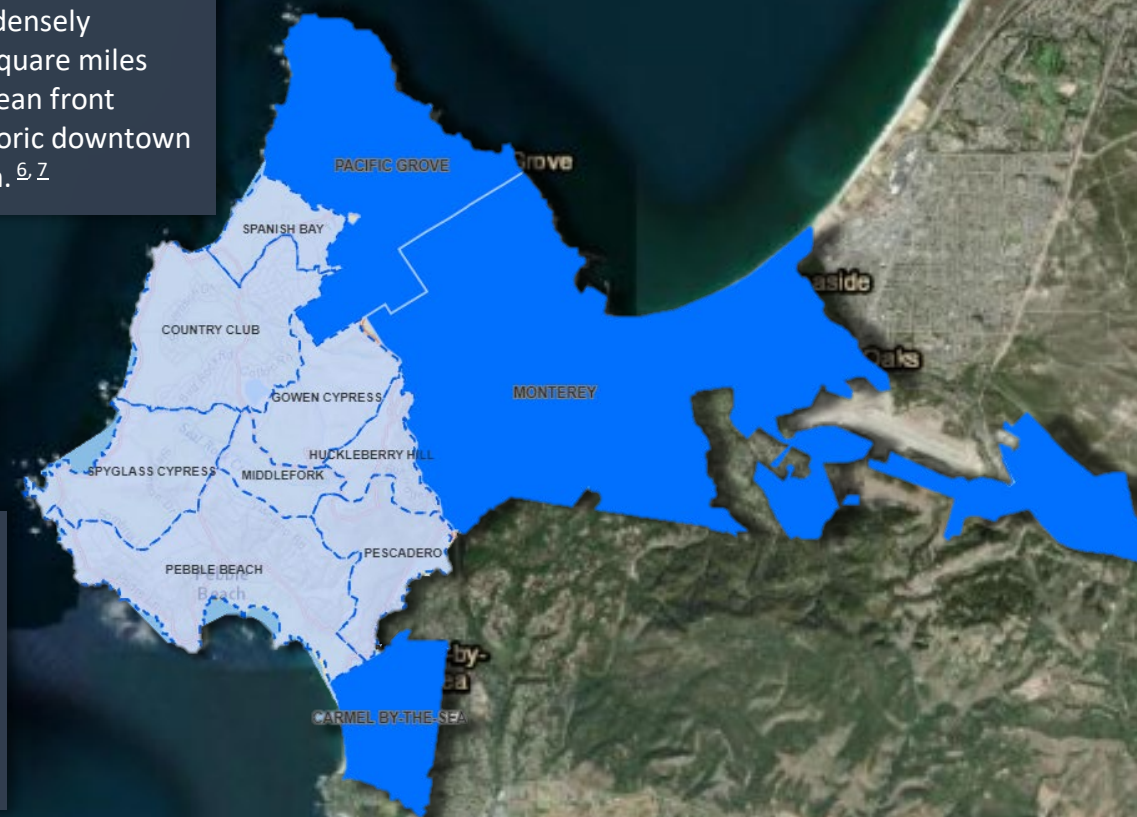 densely
quare miles
ean front
oric downtown
. 6, 7
PACIFIC GROVE
Grove
SPANISH BAY
aside
COUNTRY CLUB
Oaks
GOWEN CYPRESS
MONTEREY
HUCKLEBERRY HILL
SPYGLASS CYPRESS
MIDDLEFORK
PESCADERO
PEBBLE BEACH
Pebble
Beach
-by-
ea
CARMEL BY-THE-SEA